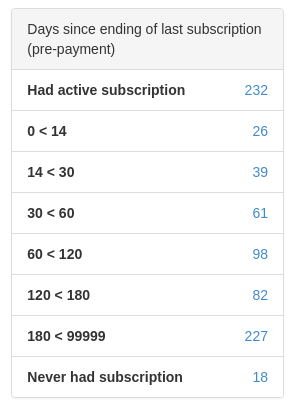 Days since ending of last subscription
(pre-payment)
Had active subscription 232
0 < 14 26
14 < 30 39
30 < 60 61
60 < 120 98
120 < 180 82
180 < 99999 227
Never had subscription 18